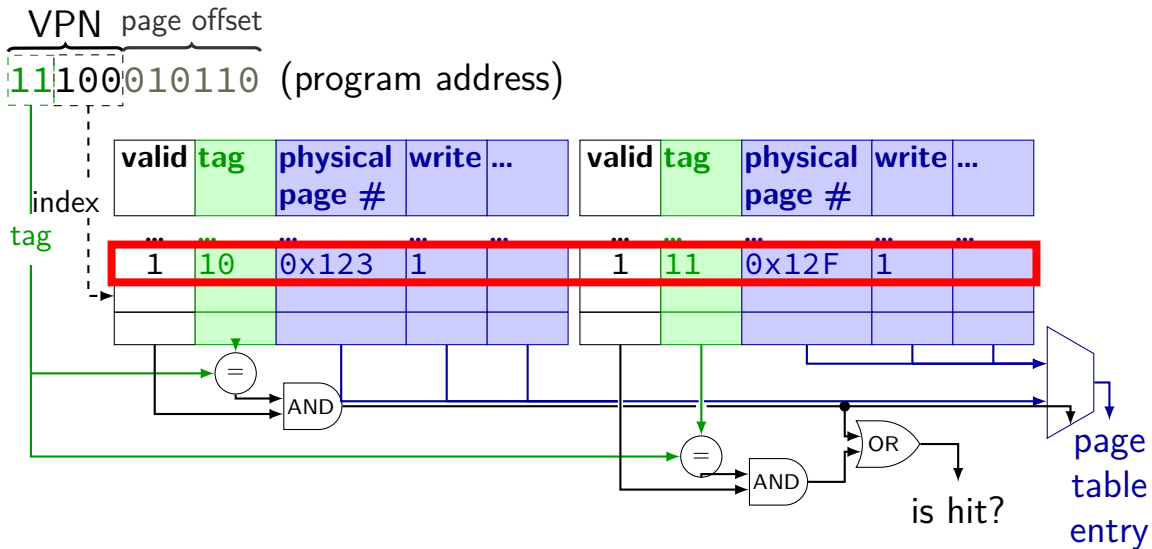 VPN page offset
11100010110 (program address)
valid tag physical page # write ... valid tag physical page # write ...
index
tag
... ... ... ... ... ... ... ... ... ...
1 10 0x123 1 1 11 0x12F 1
=
AND
=
AND
OR
is hit?
page
table
entry